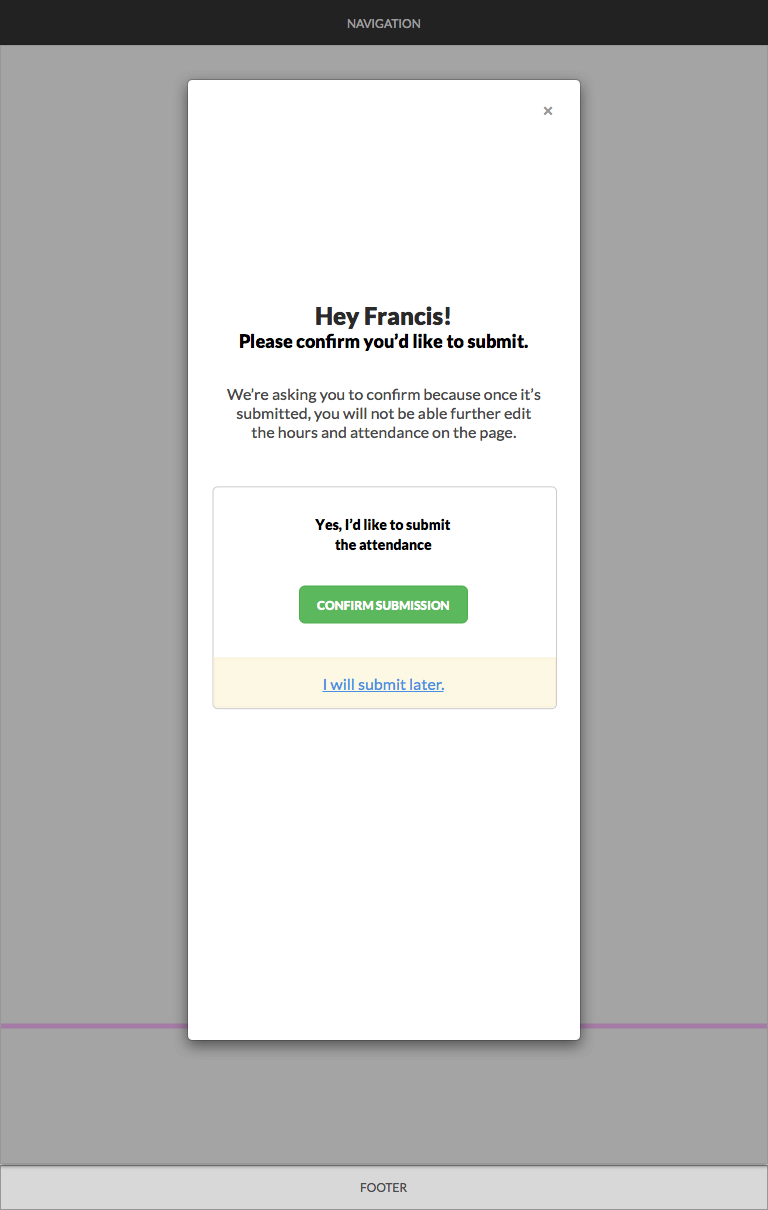 NAVIGATION
×
Hey Francis!
Please confirm you’d like to submit.
We’re asking you to confirm because once it’s
submitted, you will not be able further edit
the hours and attendance on the page.
Yes, I’d like to submit
the attendance
CONFIRM SUBMISSION
I will submit later.
FOOTER